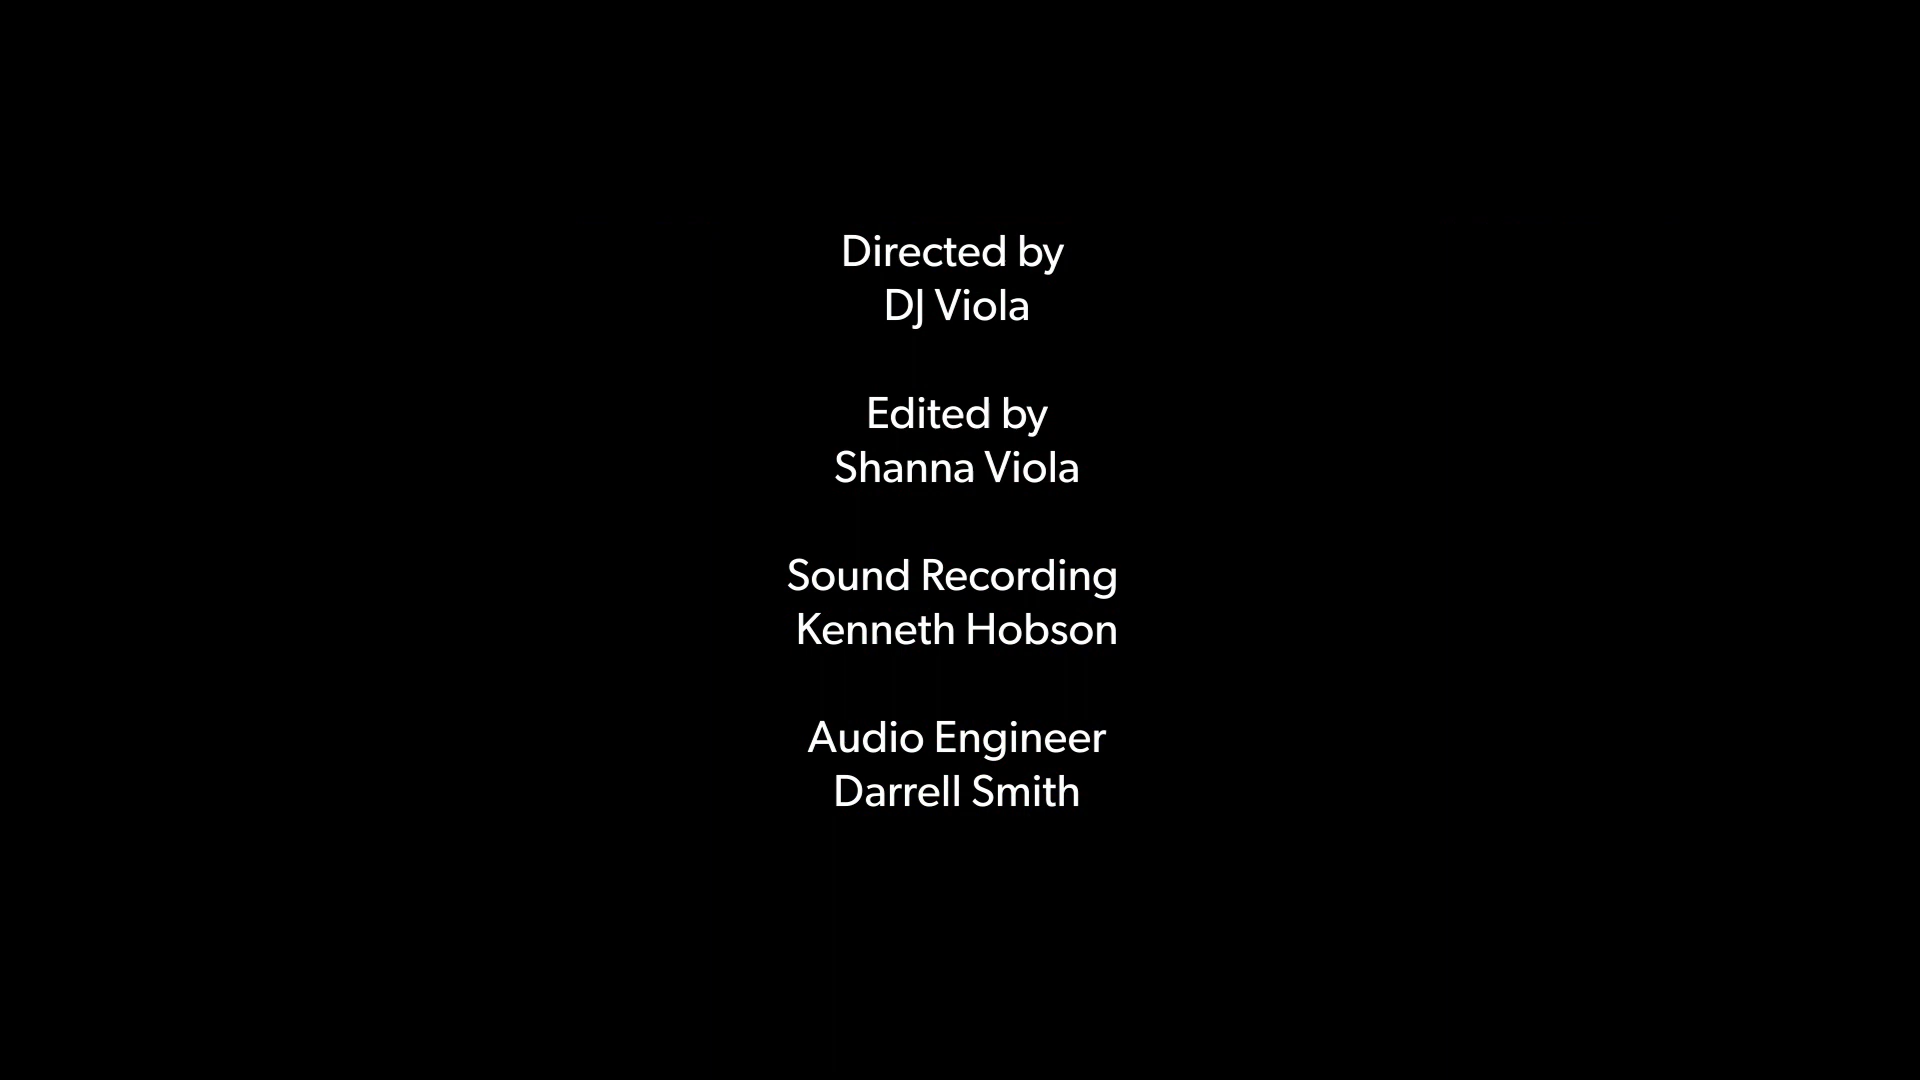 Directed by
DJ Viola
Edited by
Shanna Viola
Sound Recording
Kenneth Hobson
Audio Engineer
Darrell Smith